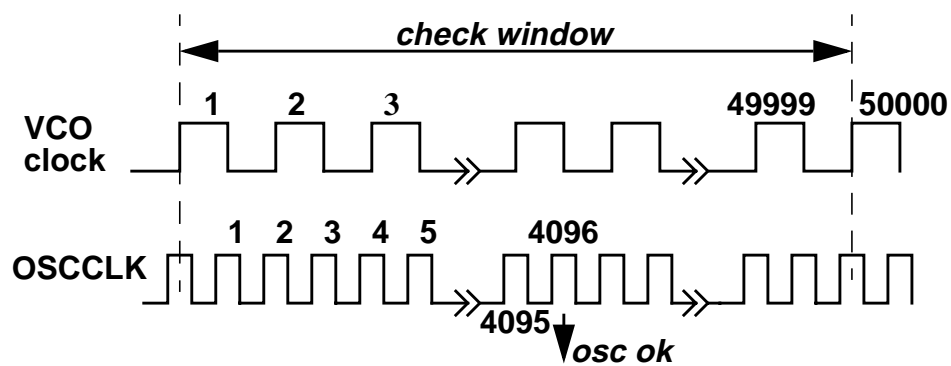 check window
1 2 3 49999 50000
VCO
clock
1 2 3 4 5 4096
OSCCLK
4095
osc ok